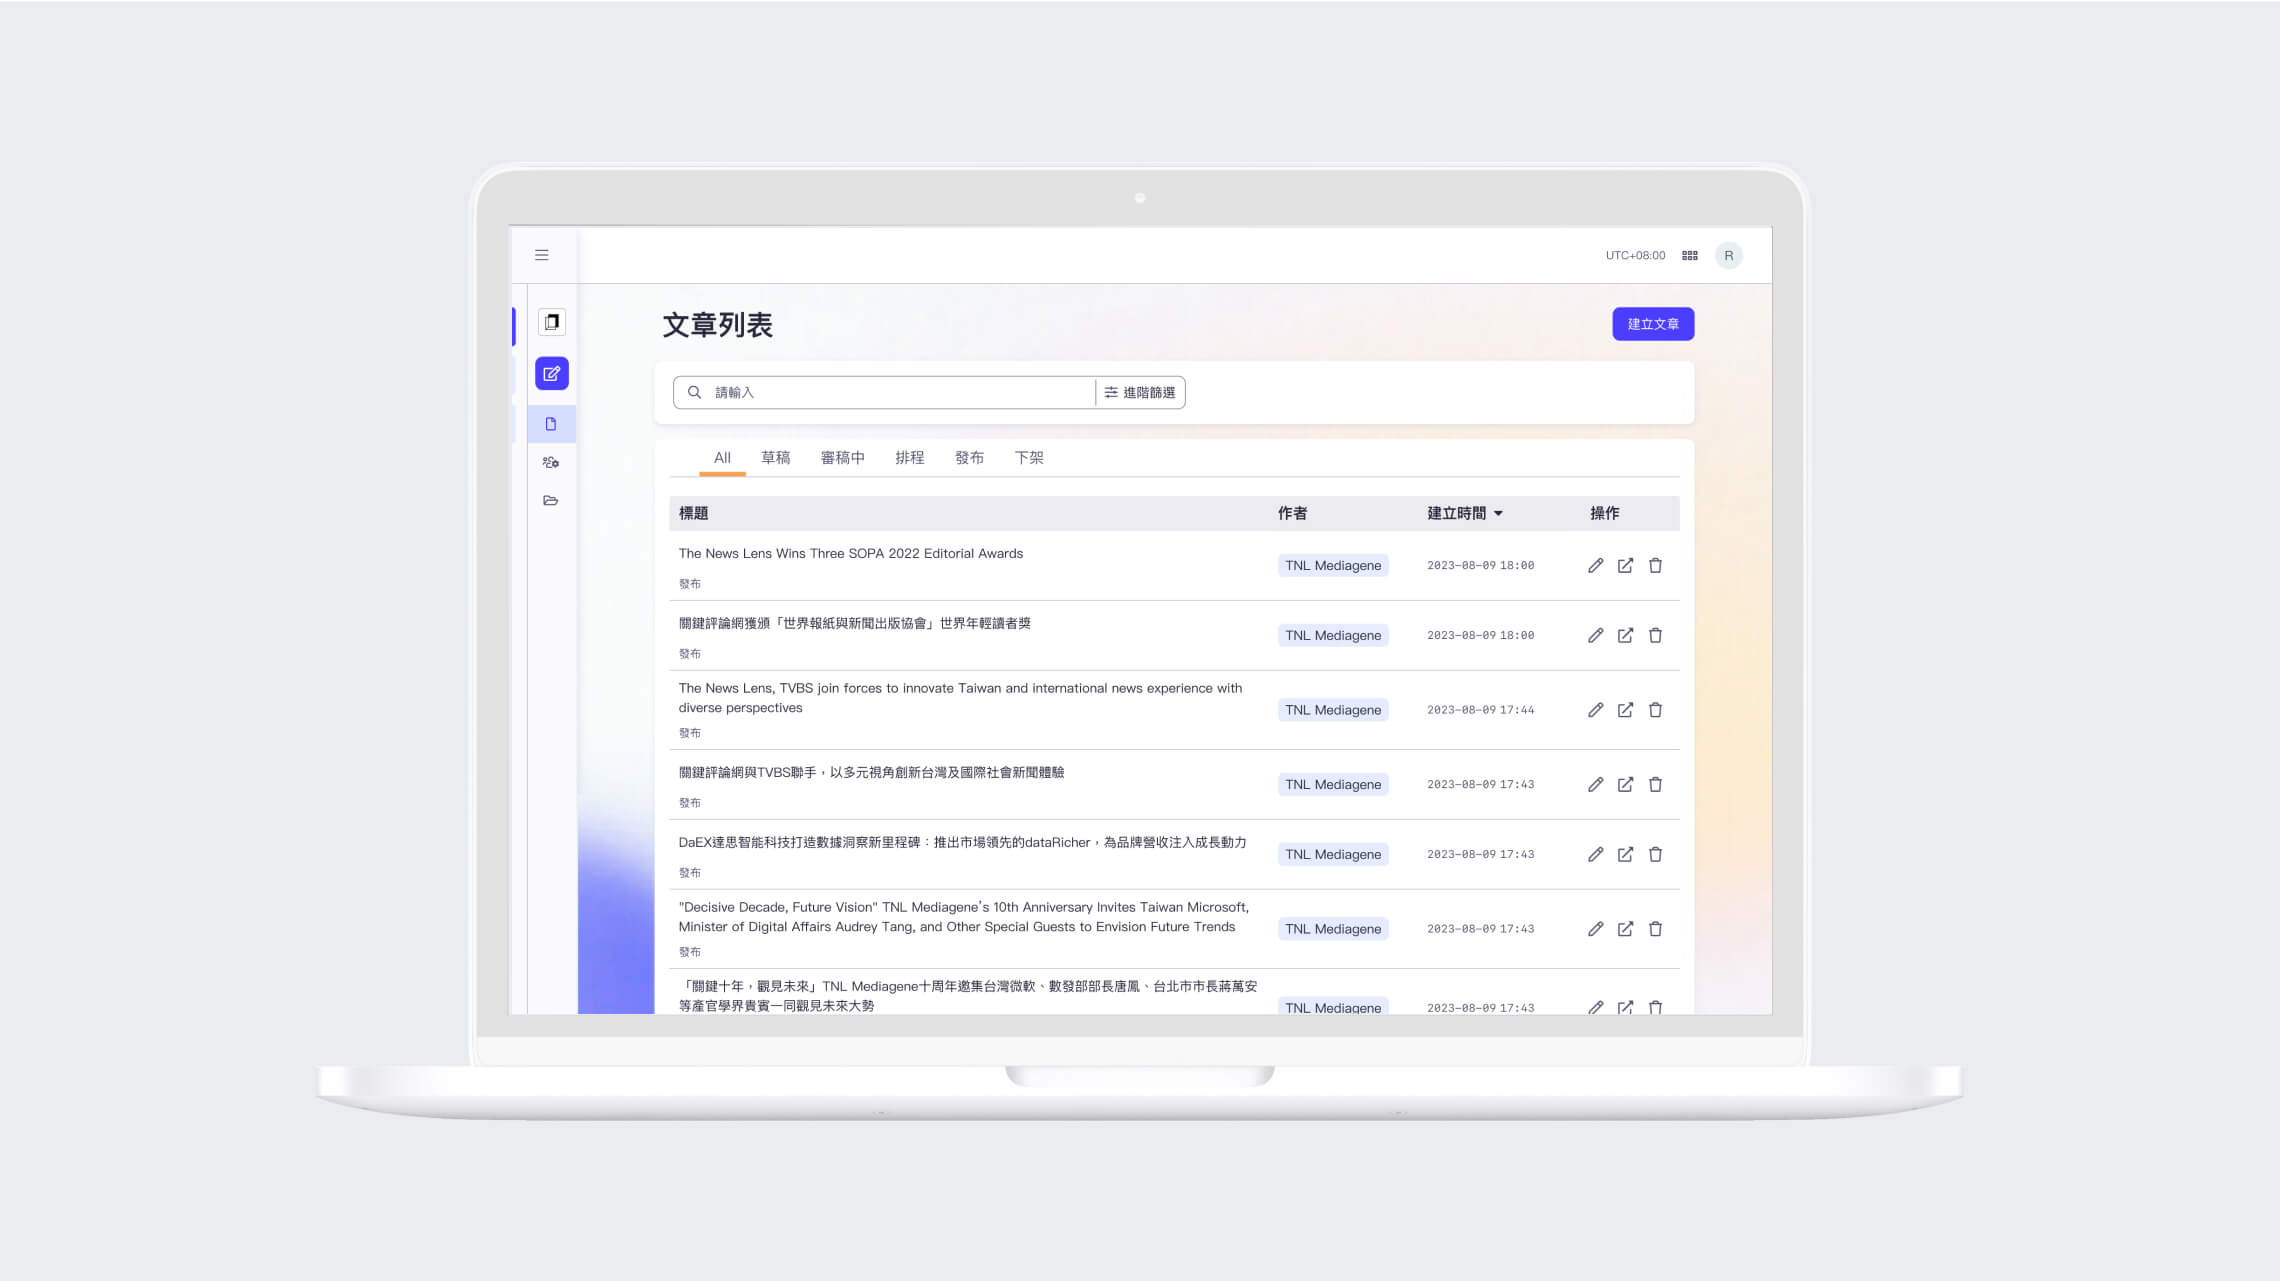 UTC+08:00
R
文章列表
建立文章
請輸入
進階篩選
All 草稿 審稿中 排程 發布 下架
標題 作者 建立時間 操作
The News Lens Wins Three SOPA 2022 Editorial Awards
發布
TNL Mediagene 2023-08-09 18:00
關鍵評論網獲頒「世界報紙與新聞出版協會」世界年輕讀者獎
發布
TNL Mediagene 2023-08-09 18:00
The News Lens, TVBS join forces to innovate Taiwan and international news experience with
diverse perspectives
發布
TNL Mediagene 2023-08-09 17:44
關鍵評論網與TVBS聯手，以多元視角創新台灣及國際社會新聞體驗
發布
TNL Mediagene 2023-08-09 17:43
DaEX達思智能科技打造數據洞察新里程碑：推出市場領先的dataRicher，為品牌營收注入成長動力
發布
TNL Mediagene 2023-08-09 17:43
"Decisive Decade, Future Vision" TNL Mediagene's 10th Anniversary Invites Taiwan Microsoft,
Minister of Digital Affairs Audrey Tang, and Other Special Guests to Envision Future Trends
發布
TNL Mediagene 2023-08-09 17:43
「關鍵十年，觀見未來」TNL Mediagene十周年邀集台灣微軟、數發部部長唐鳳、台北市市長蔣萬安
等產官學界貴賓一同觀見未來大勢
TNL Mediagene 2023-08-09 17:43